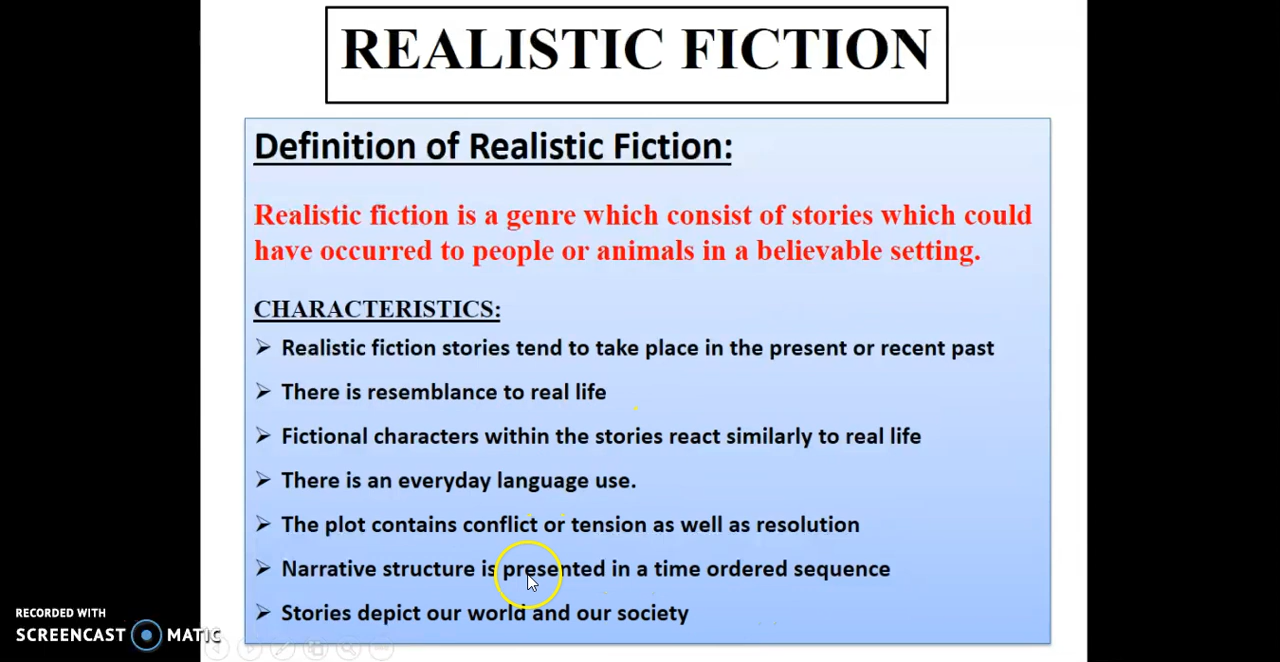 REALISTIC FICTION
Definition of Realistic Fiction:
Realistic fiction is a genre which consist of stories which could
have occurred to people or animals in a believable setting.
CHARACTERISTICS:
Realistic fiction stories tend to take place in the present or recent past
There is resemblance to real life
Fictional characters within the stories react similarly to real life
There is an everyday language use.
The plot contains conflict or tension as well as resolution
Narrative structure is presented in a time ordered sequence
Stories depict our world and our society
RECORDED WITH
SCREENCAST MATIC